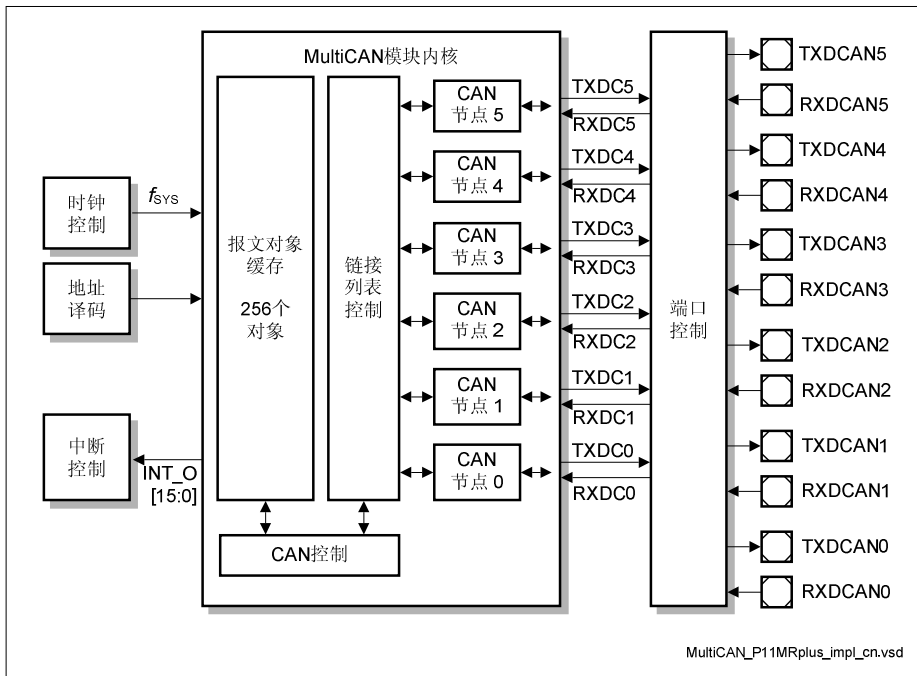 MultiCAN模块内核
时钟
控制
fSYS
地址
译码
中断
控制
INT_O
[15:0]
报文对象
缓存
256个
对象
链接
列表
控制
CAN控制
CAN
节点 5
CAN
节点 4
CAN
节点 3
CAN
节点 2
CAN
节点 1
CAN
节点 0
TXDC5
RXDC5
TXDC4
RXDC4
TXDC3
RXDC3
TXDC2
RXDC2
TXDC1
RXDC1
TXDC0
RXDC0
端口
控制
TXDCAN5
RXDCAN5
TXDCAN4
RXDCAN4
TXDCAN3
RXDCAN3
TXDCAN2
RXDCAN2
TXDCAN1
RXDCAN1
TXDCAN0
RXDCAN0
MultiCAN_P11MRplus_impl_cn.vsd